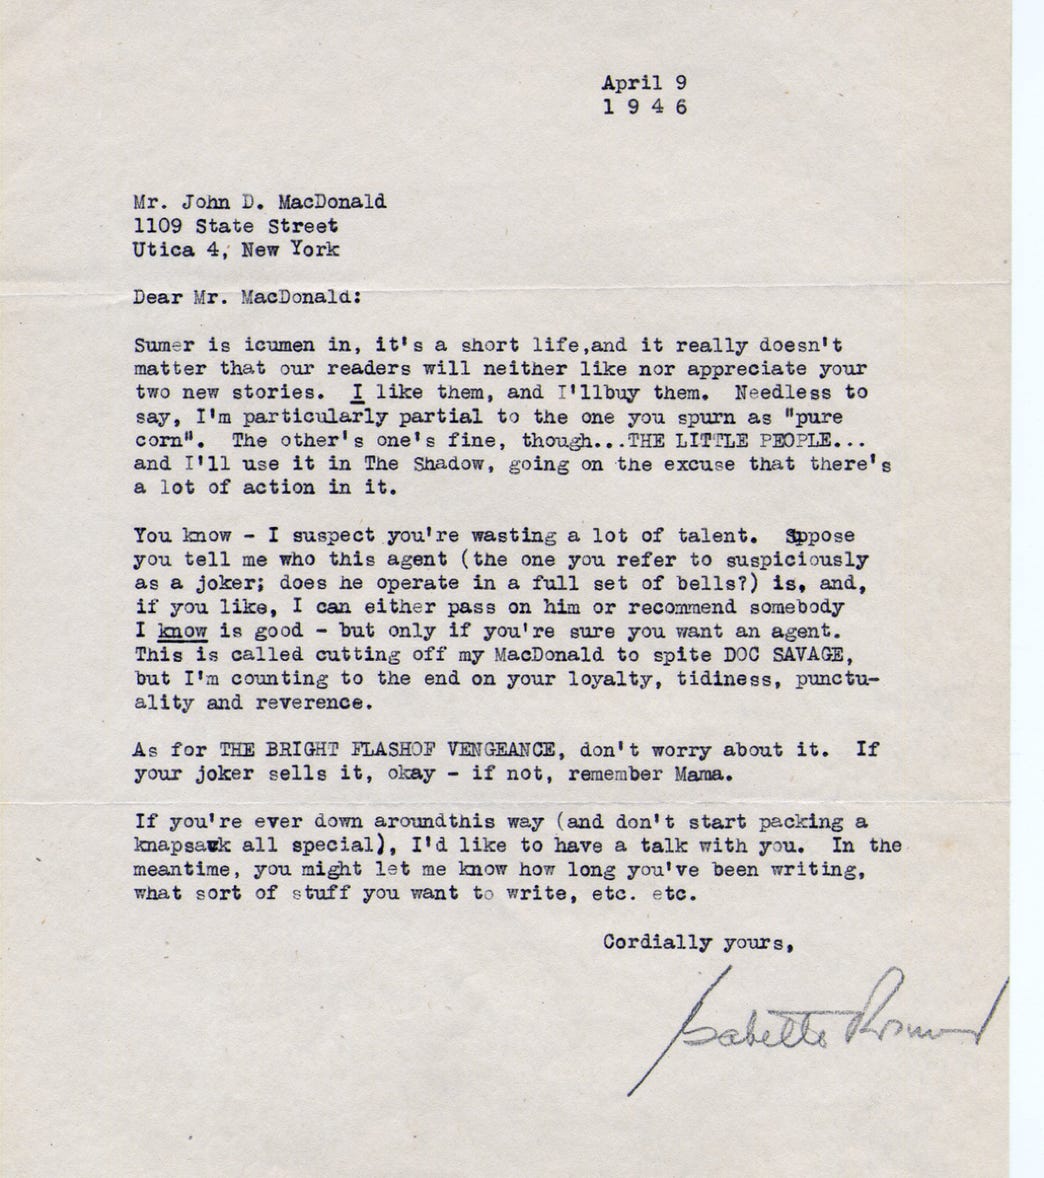 April 9
1 9 4 6
Mr. John D. MacDonald
1109 State Street
Utica 4, New York
Dear Mr. MacDonald:
Sumer is icumen in, it's a short life,and it really doesn't
matter that our readers will neither like nor appreciate your
two new stories.  I like them, and I'llbuy them.  Needless to
say, I'm particularly partial to the one you spurn as "pure
corn".  The other's one's fine, though...THE LITTLE PEOPLE...
and I'll use it in The Shadow, going on the excuse that there's
a lot of action in it.
You know - I suspect you're wasting a lot of talent.  Sppose
you tell me who this agent (the one you refer to suspiciously
as a joker; does he operate in a full set of bells?) is, and,
if you like, I can either pass on him or recommend somebody
I know is good - but only if you're sure you want an agent.
This is called cutting off my MacDonald to spite DOC SAVAGE,
but I'm counting to the end on your loyalty, tidiness, punctu-
ality and reverence.
As for THE BRIGHT FLASHOF VENGEANCE, don't worry about it.  If
your joker sells it, okay - if not, remember Mama.
If you're ever down aroundthis way (and don't start packing a
all special), I'd like to have a talk with you.  In the
meantime, you might let me know how long you've been writing,
what sort of stuff you want to write, etc. etc.
Cordially yours,